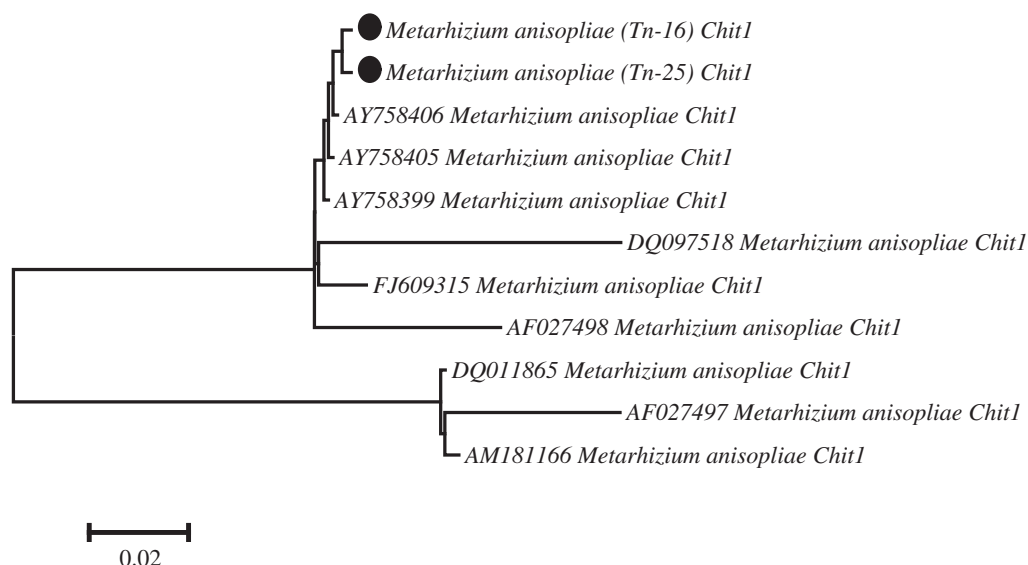 Metarhizium anisopliae (Tn-16) Chit1
Metarhizium anisopliae (Tn-25) Chit1
AY758406 Metarhizium anisopliae Chit1
AY758405 Metarhizium anisopliae Chit1
AY758399 Metarhizium anisopliae Chit1
DQ097518 Metarhizium anisopliae Chit1
FJ609315 Metarhizium anisopliae Chit1
AF027498 Metarhizium anisopliae Chit1
DQ011865 Metarhizium anisopliae Chit1
AF027497 Metarhizium anisopliae Chit1
AM181166 Metarhizium anisopliae Chit1
0.02